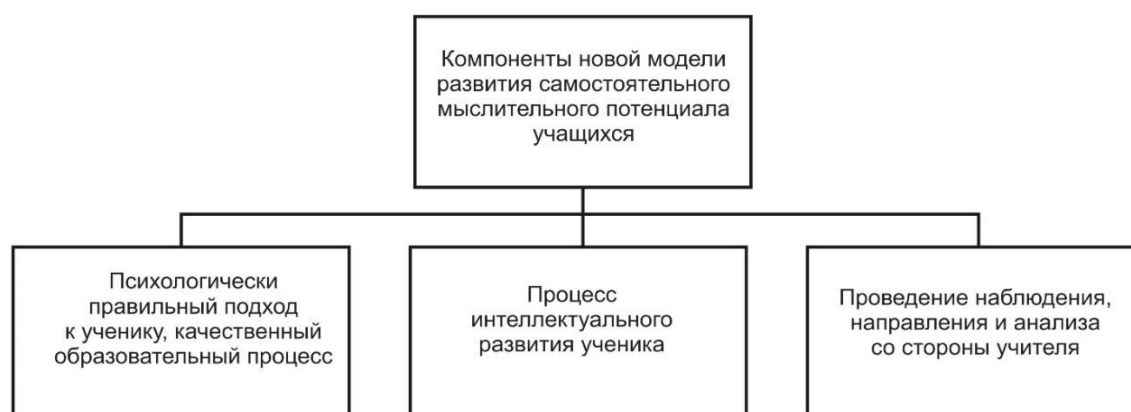 Компоненты новой модели
развития самостоятельного
мыслительного потенциала
учащихся
Психологически
правильный подход
к ученику, качественный
образовательный процесс
Процесс
интеллектуального
развития ученика
Проведение наблюдения,
направления и анализа
со стороны учителя